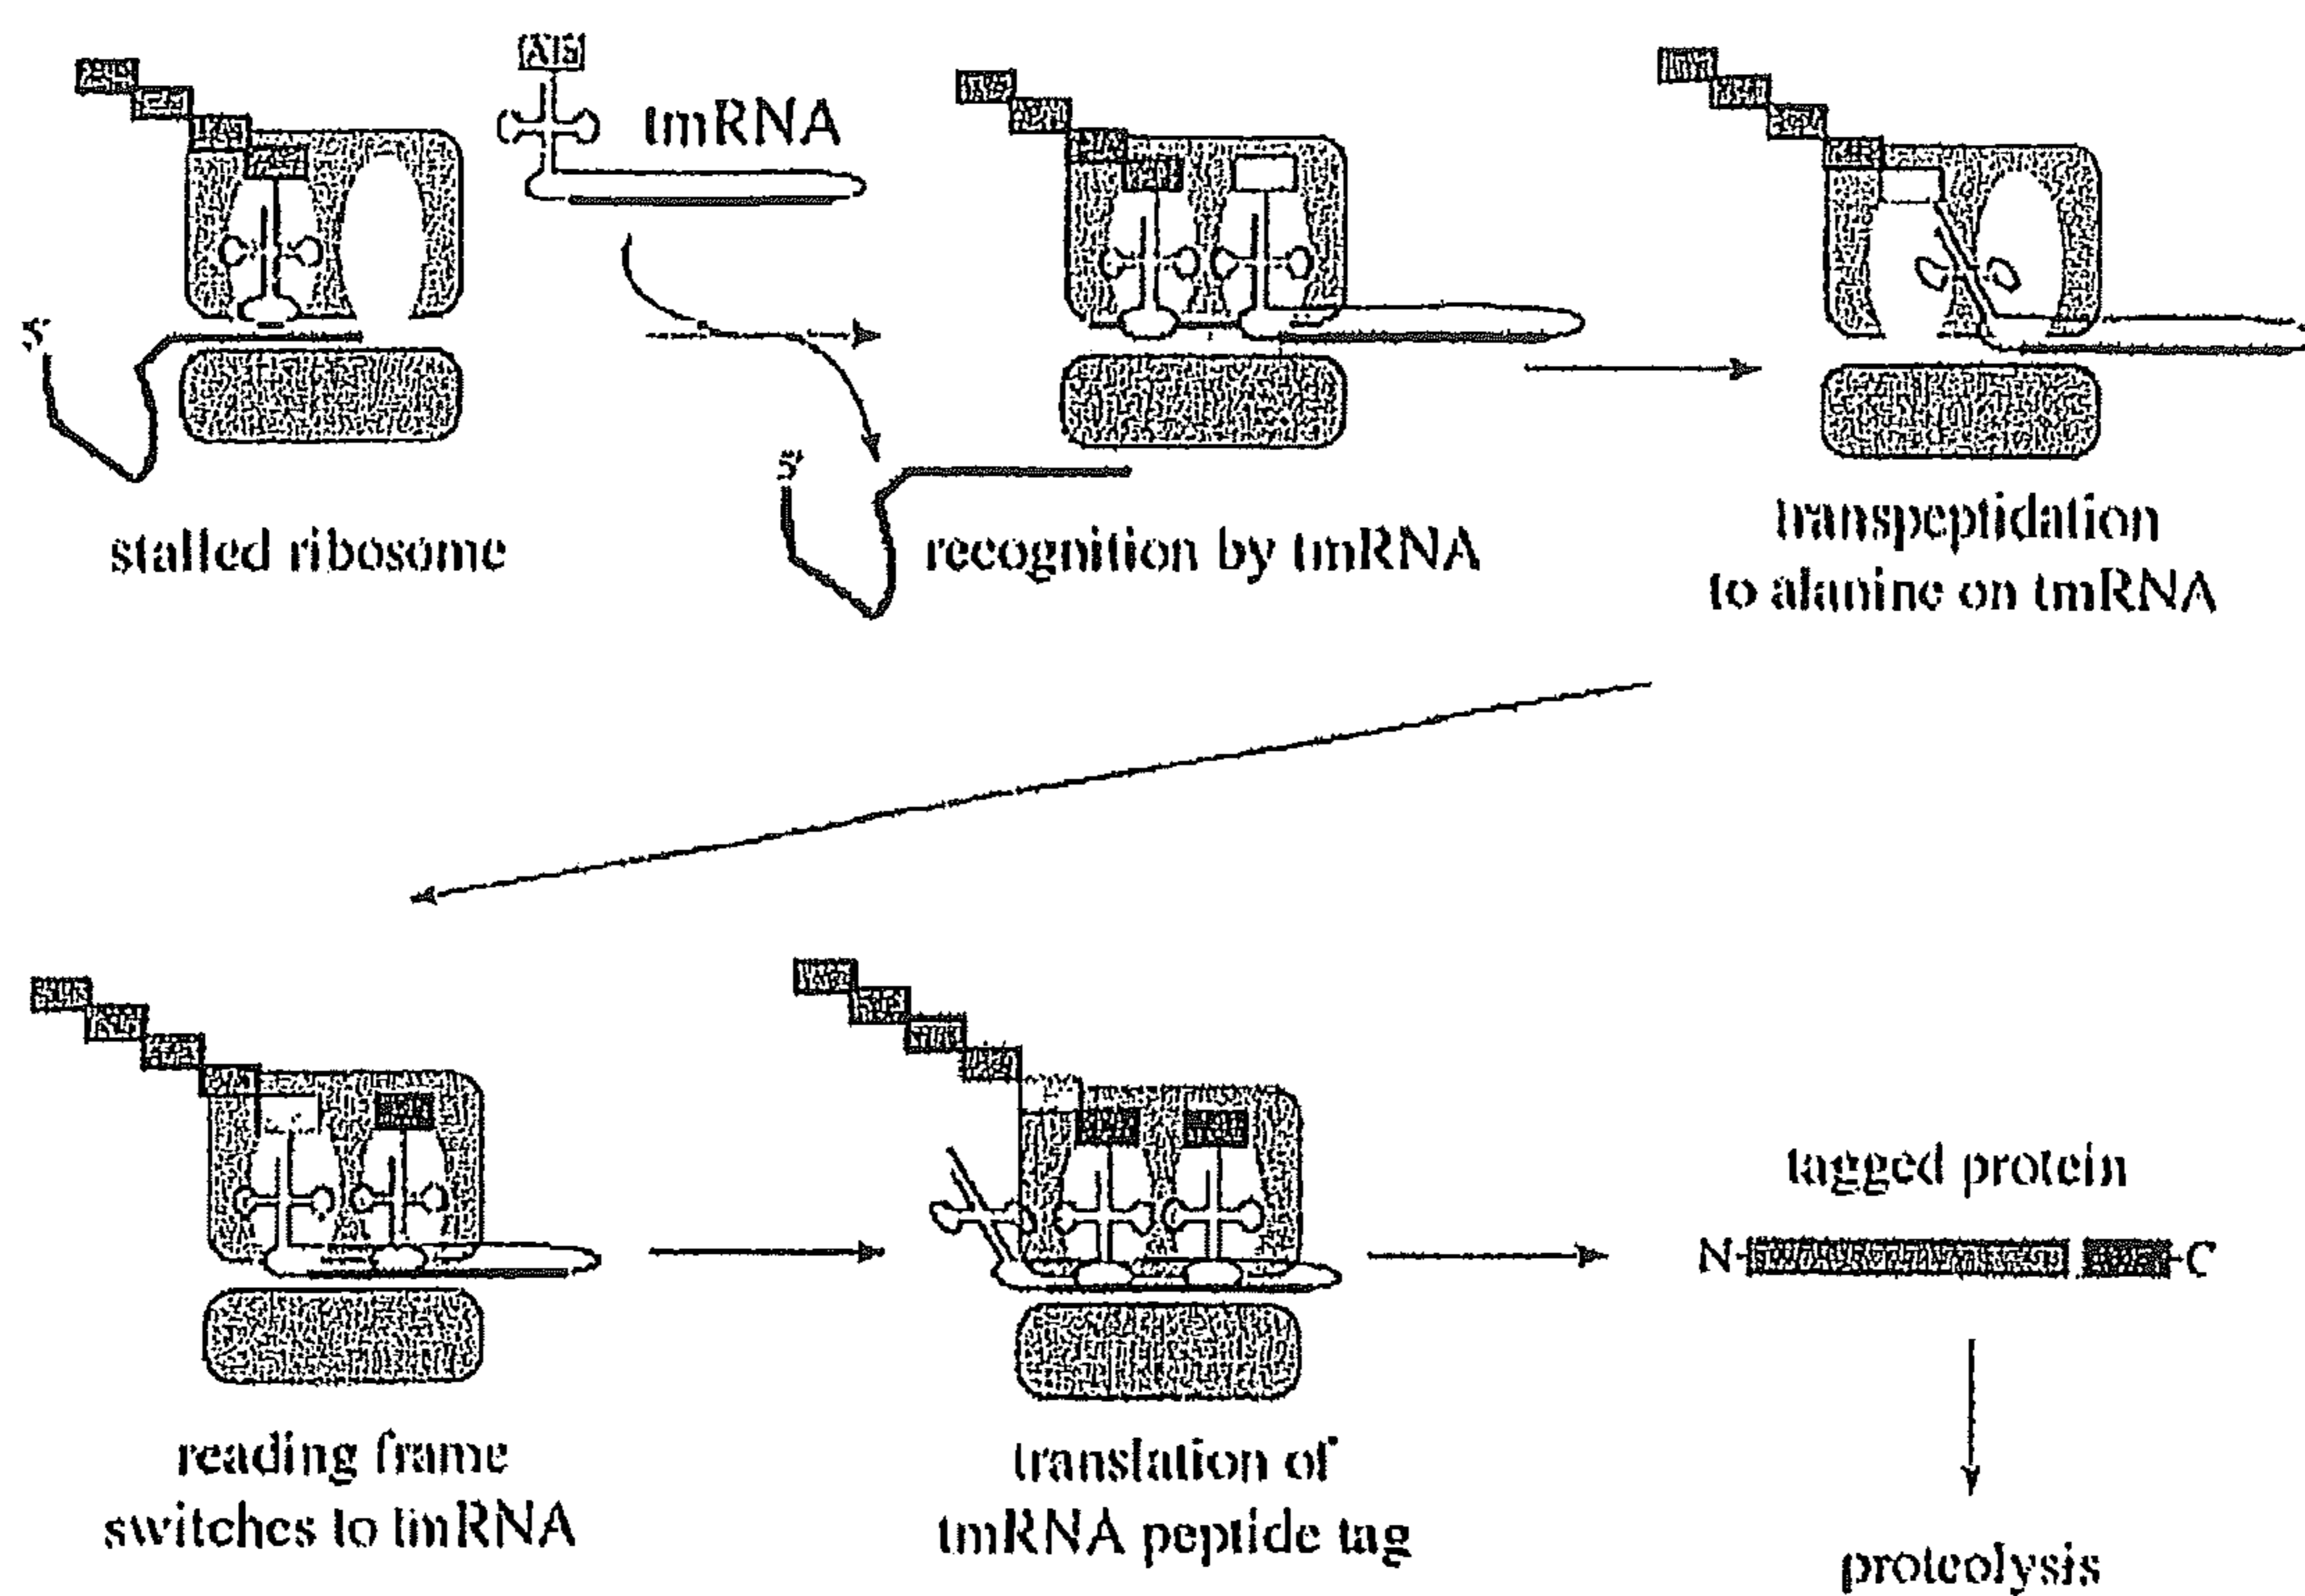 Ala
tmRNA
5'
5'
stalled ribosome
recognition by tmRNA
transpeptidation
to alanine on tmRNA
reading frame
switches to tmRNA
translation of
tmRNA peptide tag
tagged protein
N
C
proteolysis